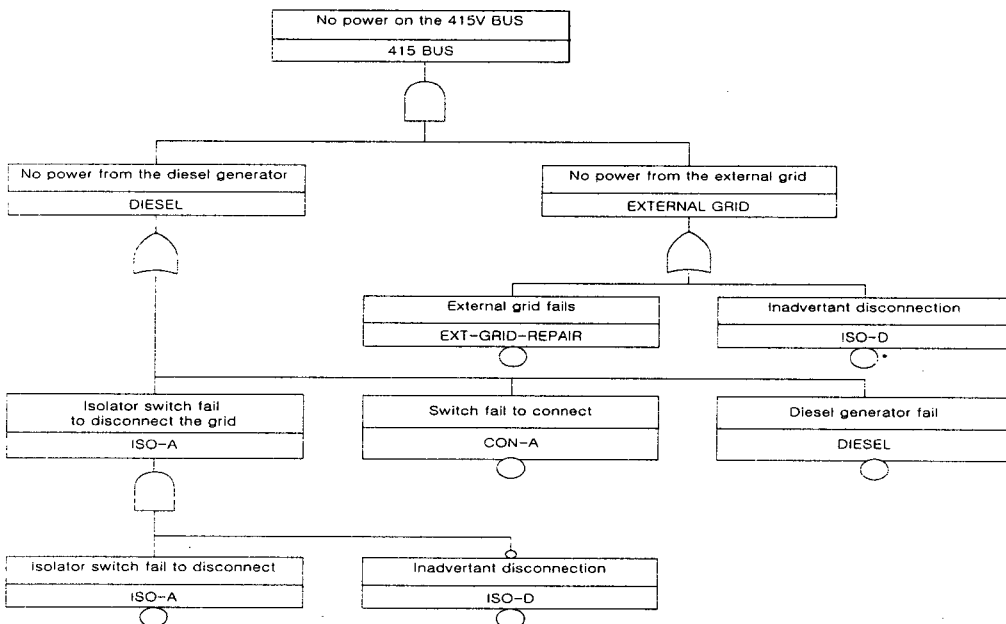 No power on the 415V BUS
415 BUS
No power from the diesel generator
DIESEL
No power from the external grid
EXTERNAL GRID
External grid fails
EXT-GRID-REPAIR
Inadvertant disconnection
ISO-D
Isolator switch fail
to disconnect the grid
ISO-A
Switch fail to connect
CON-A
Diesel generator fail
DIESEL
Isolator switch fail to disconnect
ISO-A
Inadvertant disconnection
ISO-D